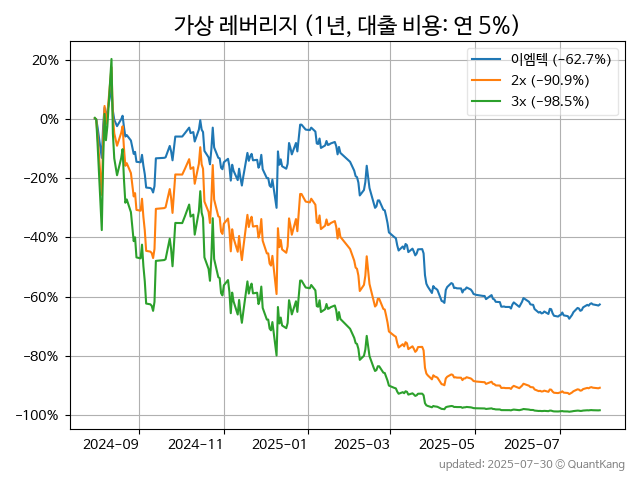 가상 레버리지 (1년, 대출 비용: 연 5%)
이엠텍 (−62.7%)
2x (−90.9%)
3x (−98.5%)
20%
0%
−20%
−40%
−60%
−80%
−100%
2024-09
2024-11
2025-01
2025-03
2025-05
2025-07
updated: 2025-07-30 © QuantKang